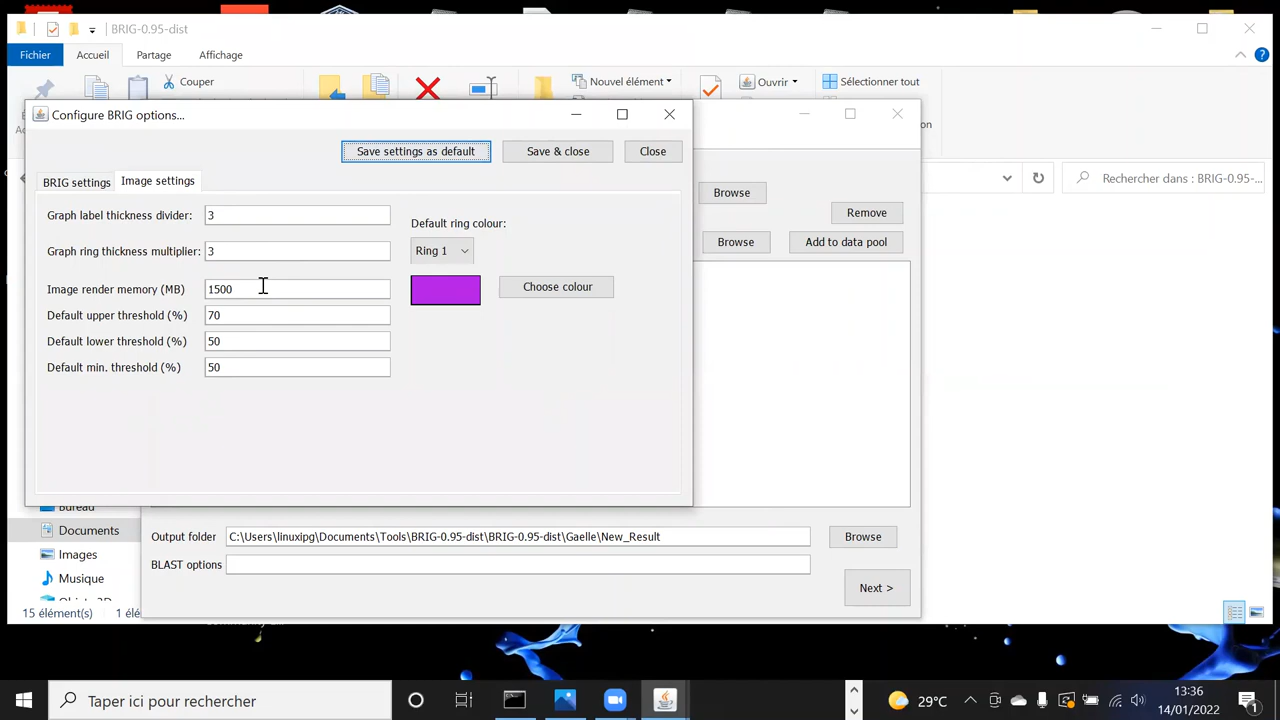 BRIG-0.95-dist
Fichier
Accueil
Partage
Affichage
Couper
Nouvel élément
Ouvrir
Sélectionner tout
Configure BRIG options...
Save settings as default
Save & close
Close
BRIG settings
Image settings
Browse
Rechercher dans : BRIG-0.95-...
Graph label thickness divider:
3
Default ring colour:
Remove
Graph ring thickness multiplier:
3
Ring 1
Browse
Add to data pool
Image render memory (MB)
1500
Choose colour
Default upper threshold (%)
70
Default lower threshold (%)
50
Default min. threshold (%)
50
Bureau
Documents
Output folder
C:\Users\linuxipg\Documents\Tools\BRIG-0.95-dist\BRIG-0.95-dist\Gaelle\New_Result
Browse
Images
BLAST options
Musique
Next >
15 élément(s)
Taper ici pour rechercher
29°C
13:36
14/01/2022
1